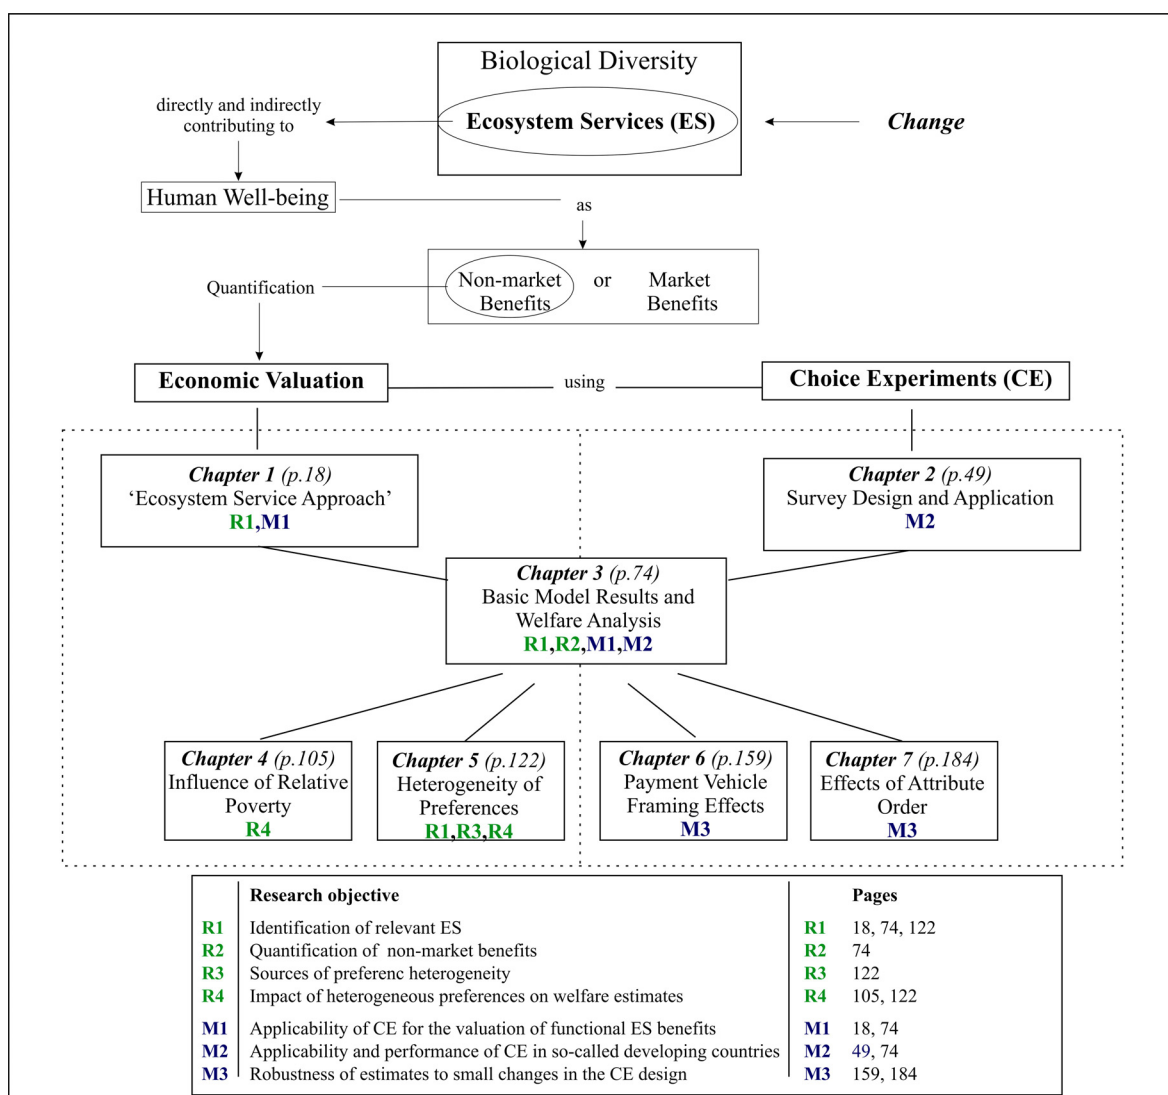 Biological Diversity
directly and indirectly
contributing to
Ecosystem Services (ES)
Change
Human Well-being
as
Non-market
Benefits
or
Market
Benefits
Quantification
Economic Valuation
using
Choice Experiments (CE)
Chapter 1 (p.18)
‘Ecosystem Service Approach’
R1,M1
Chapter 2 (p.49)
Survey Design and Application
M2
Chapter 3 (p.74)
Basic Model Results and
Welfare Analysis
R1,R2,M1,M2
Chapter 4 (p.105)
Influence of Relative
Poverty
R4
Chapter 5 (p.122)
Heterogeneity of
Preferences
R1,R3,R4
Chapter 6 (p.159)
Payment Vehicle
Framing Effects
M3
Chapter 7 (p.184)
Effects of Attribute
Order
M3
Research objective Pages
R1 Identification of relevant ES R1 18, 74, 122
R2 Quantification of non-market benefits R2 74
R3 Sources of preferenc heterogeneity R3 122
R4 Impact of heterogeneous preferences on welfare estimates R4 105, 122
M1 Applicability of CE for the valuation of functional ES benefits M1 18, 74
M2 Applicability and performance of CE in so-called developing countries M2 49, 74
M3 Robustness of estimates to small changes in the CE design M3 159, 184